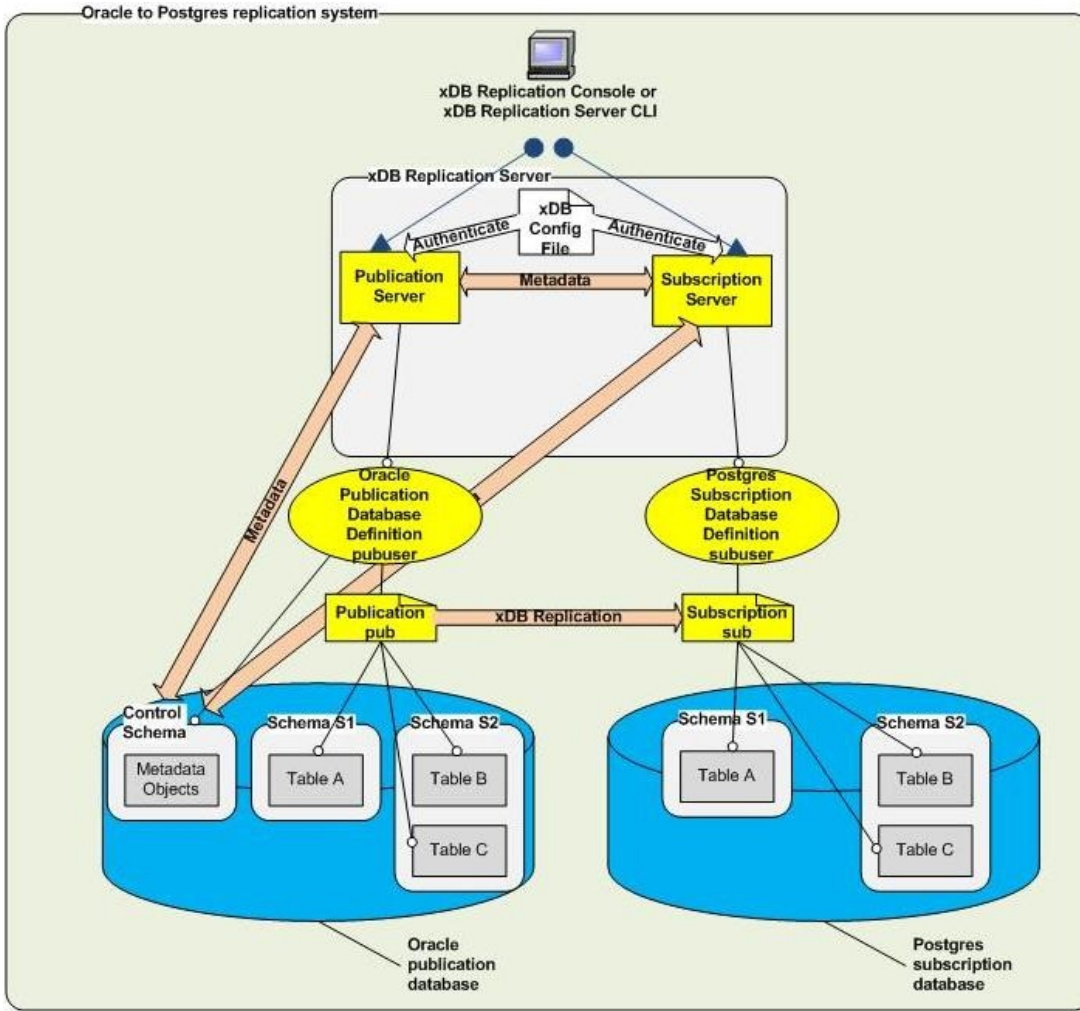 Oracle to Postgres replication system
xDB Replication Console or
xDB Replication Server CLI
xDB Replication Server
xDB
Config
File
Authenticate
Authenticate
Publication
Server
Metadata
Subscription
Server
Metadata
Oracle
Publication
Database
Definition
pubuser
Postgres
Subscription
Database
Definition
subuser
Publication
pub
xDB Replication
Subscription
sub
Control
Schema
Metadata
Objects
Schema S1
Table A
Schema S2
Table B
Table C
Schema S1
Table A
Schema S2
Table B
Table C
Oracle
publication
database
Postgres
subscription
database